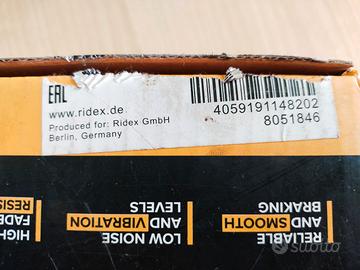 EAC
www.ridex.de
Produced for: Ridex GmbH
Berlin, Germany
4059191148202
8051846
RELIABLE
AND SMOOTH
BRAKING
LOW NOISE
AND VIBRATION
LEVELS
HIGH
FADE
RESIS
subito